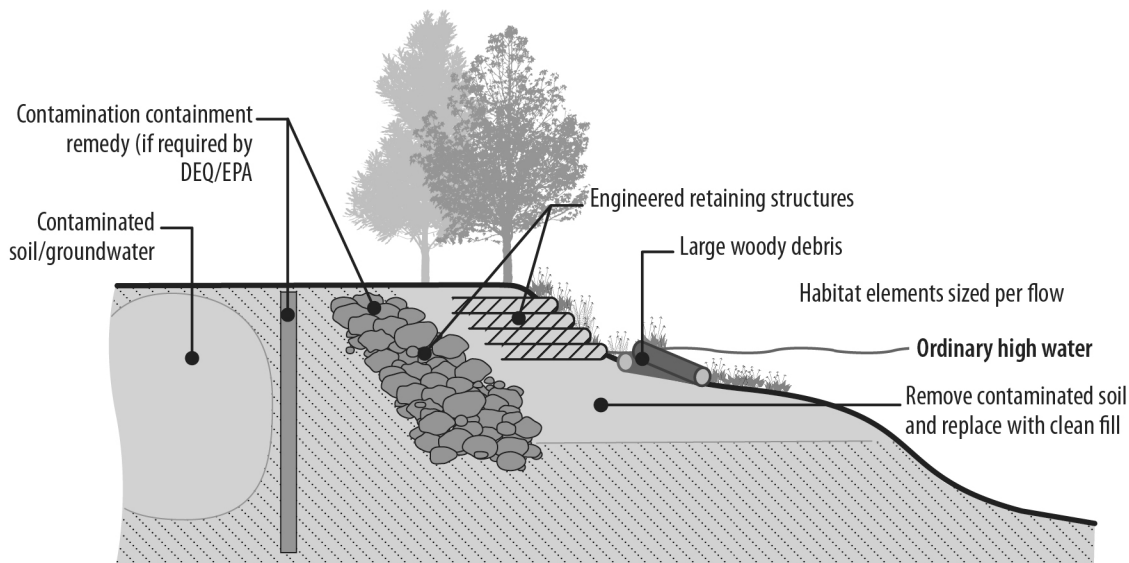 Contamination containment
remedy (if required by
DEQ/EPA
Contaminated
soil/groundwater
Engineered retaining structures
Large woody debris
Habitat elements sized per flow
Ordinary high water
Remove contaminated soil
and replace with clean fill